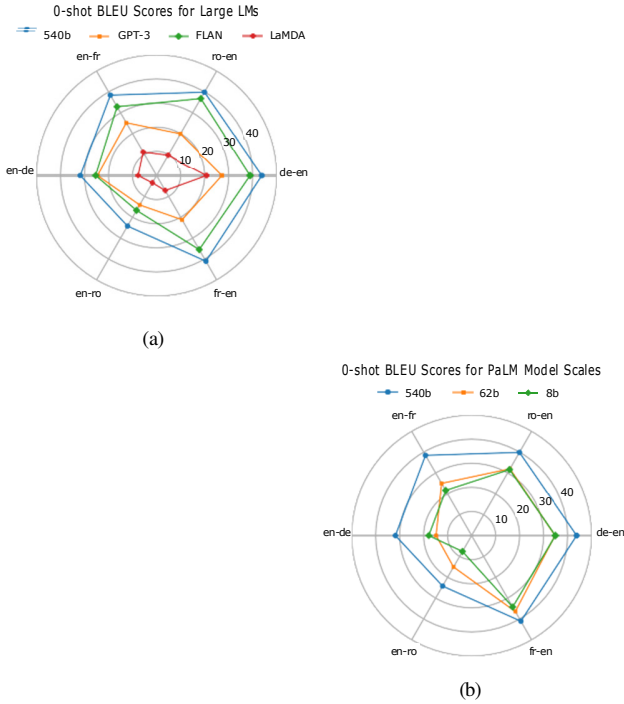 0-shot BLEU Scores for Large LMs
540b GPT-3 FLAN LaMDA
en-fr ro-en
40
30
20
10
en-de de-en
en-ro fr-en
(a)
0-shot BLEU Scores for PaLM Model Scales
540b 62b 8b
en-fr ro-en
40
30
20
10
en-de de-en
en-ro fr-en
(b)